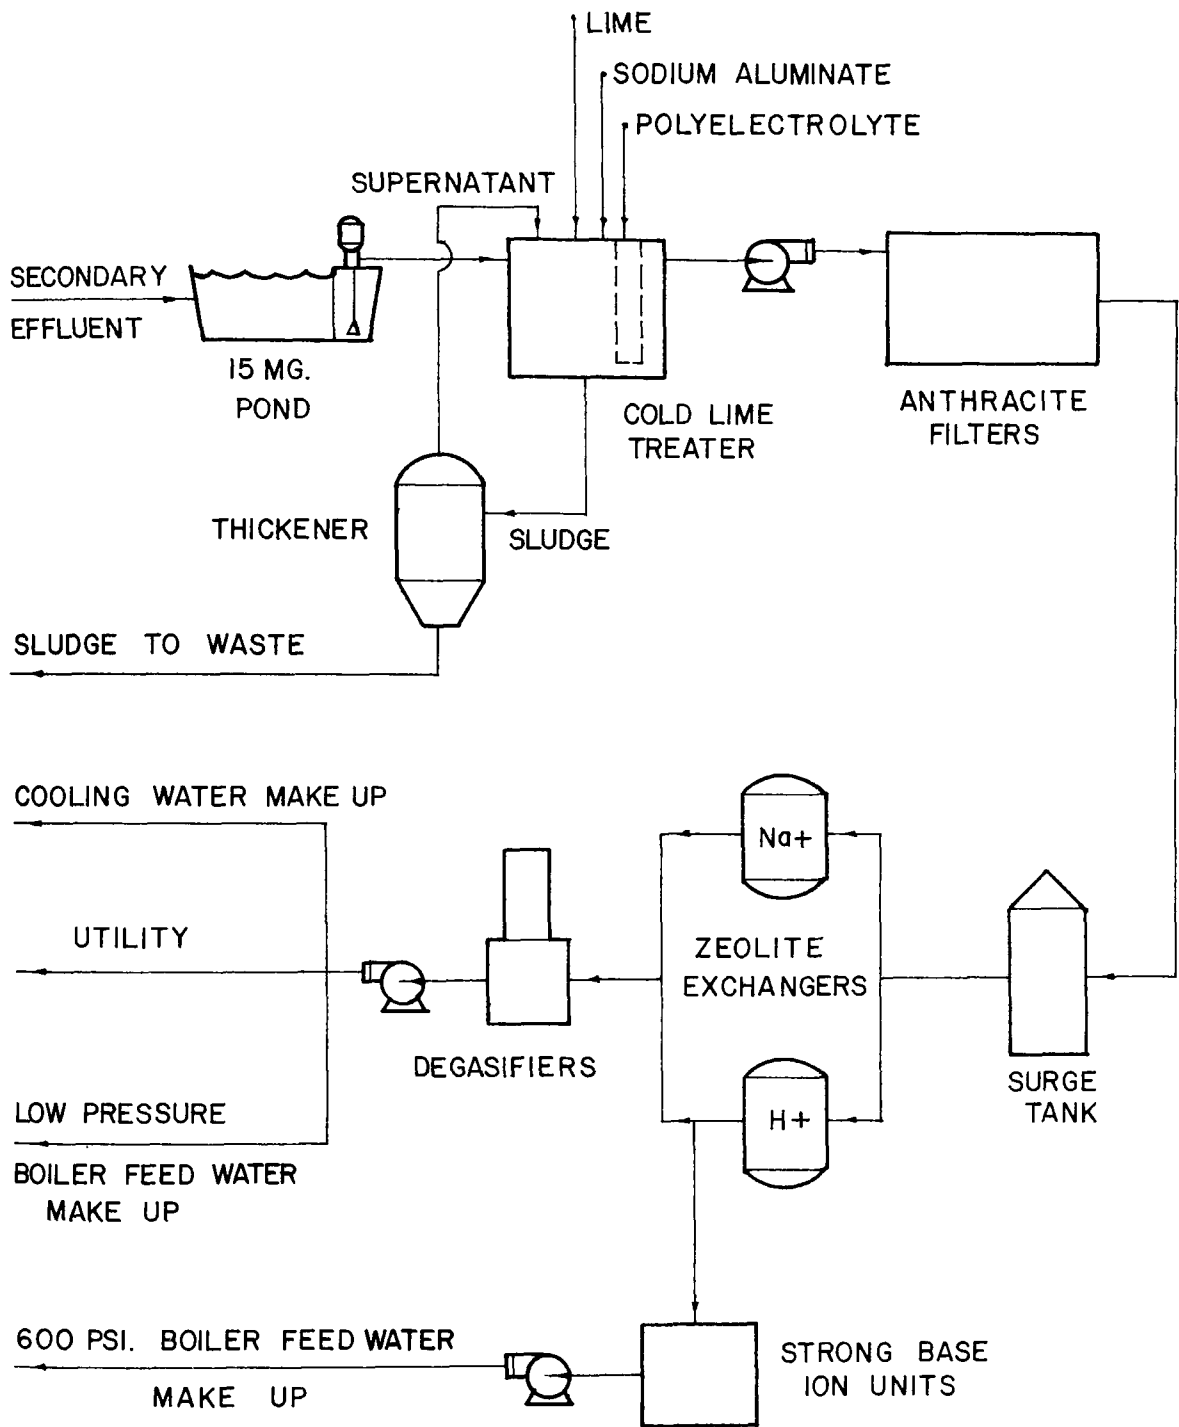 LIME
SODIUM ALUMINATE
POLYELECTROLYTE
SUPERNATANT
SECONDARY
EFFLUENT
15 MG.
POND
COLD LIME
TREATER
ANTHRACITE
FILTERS
THICKENER
SLUDGE
SLUDGE TO WASTE
COOLING WATER MAKE UP
Na+
UTILITY
ZEOLITE
EXCHANGERS
DEGASIFIERS
SURGE
TANK
LOW PRESSURE
BOILER FEED WATER
MAKE UP
H+
600 PSI. BOILER FEED WATER
MAKE UP
STRONG BASE
ION UNITS